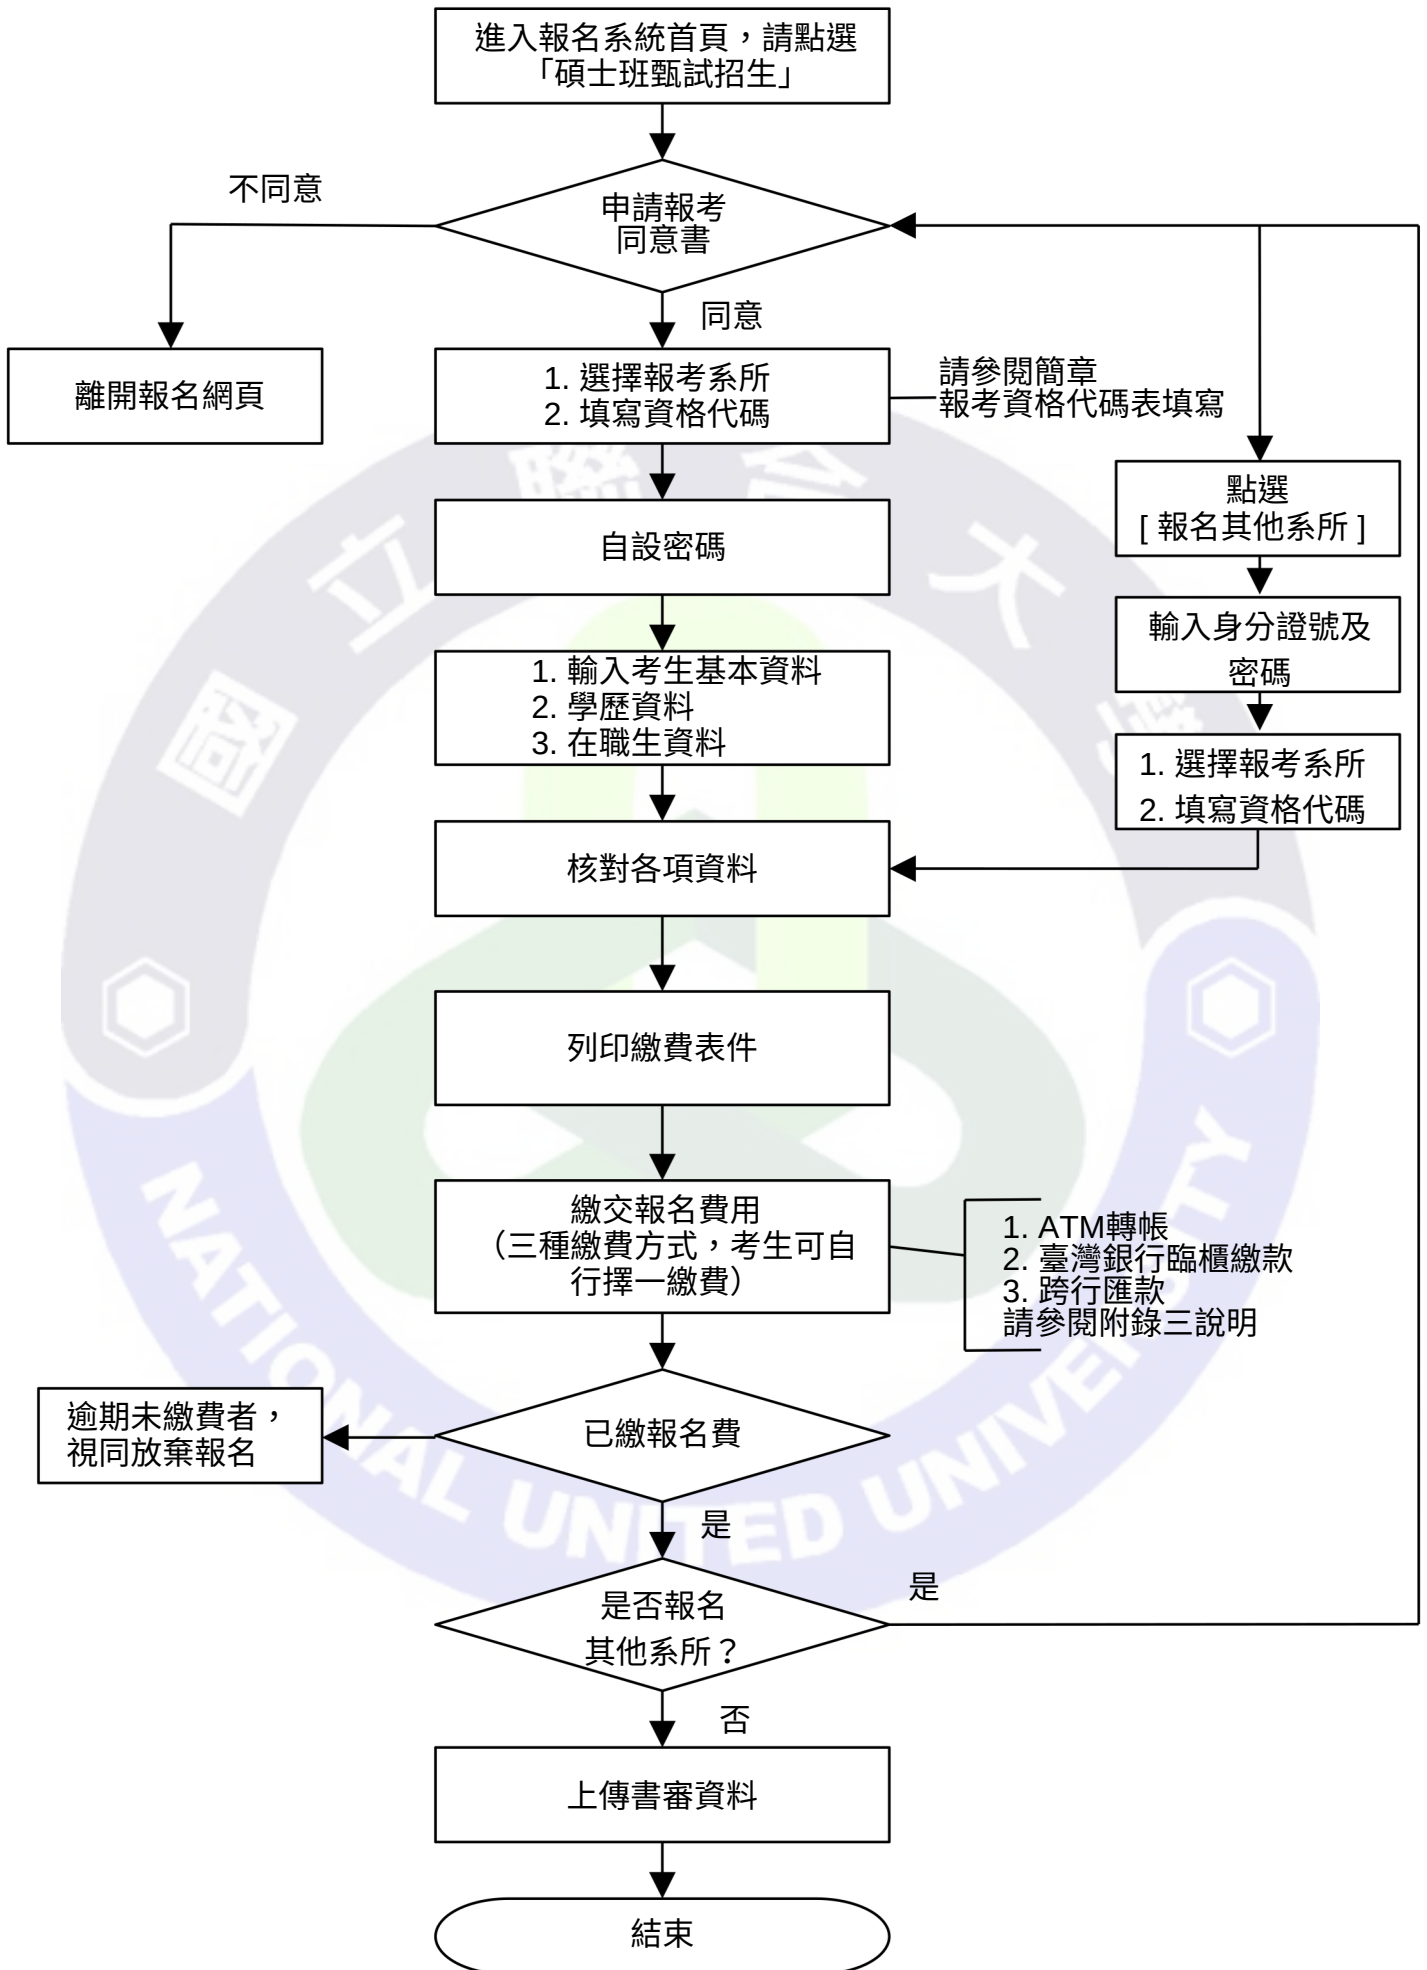 進入報名系統首頁，請點選
「碩士班甄試招生」
不同意
申請報考
同意書
同意
離開報名網頁
1. 選擇報考系所
2. 填寫資格代碼
請參閱簡章
報考資格代碼表填寫
點選
[ 報名其他系所 ]
自設密碼
輸入身分證號及
密碼
1. 輸入考生基本資料
2. 學歷資料
3. 在職生資料
1. 選擇報考系所
2. 填寫資格代碼
核對各項資料
列印繳費表件
繳交報名費用
（三種繳費方式，考生可自
行擇一繳費）
1. ATM轉帳
2. 臺灣銀行臨櫃繳款
3. 跨行匯款
請參閱附錄三說明
已繳報名費
逾期未繳費者，
視同放棄報名
是
是否報名
其他系所？
是
否
上傳書審資料
結束
國立聯合大學
NATIONAL UNITED UNIVERSITY